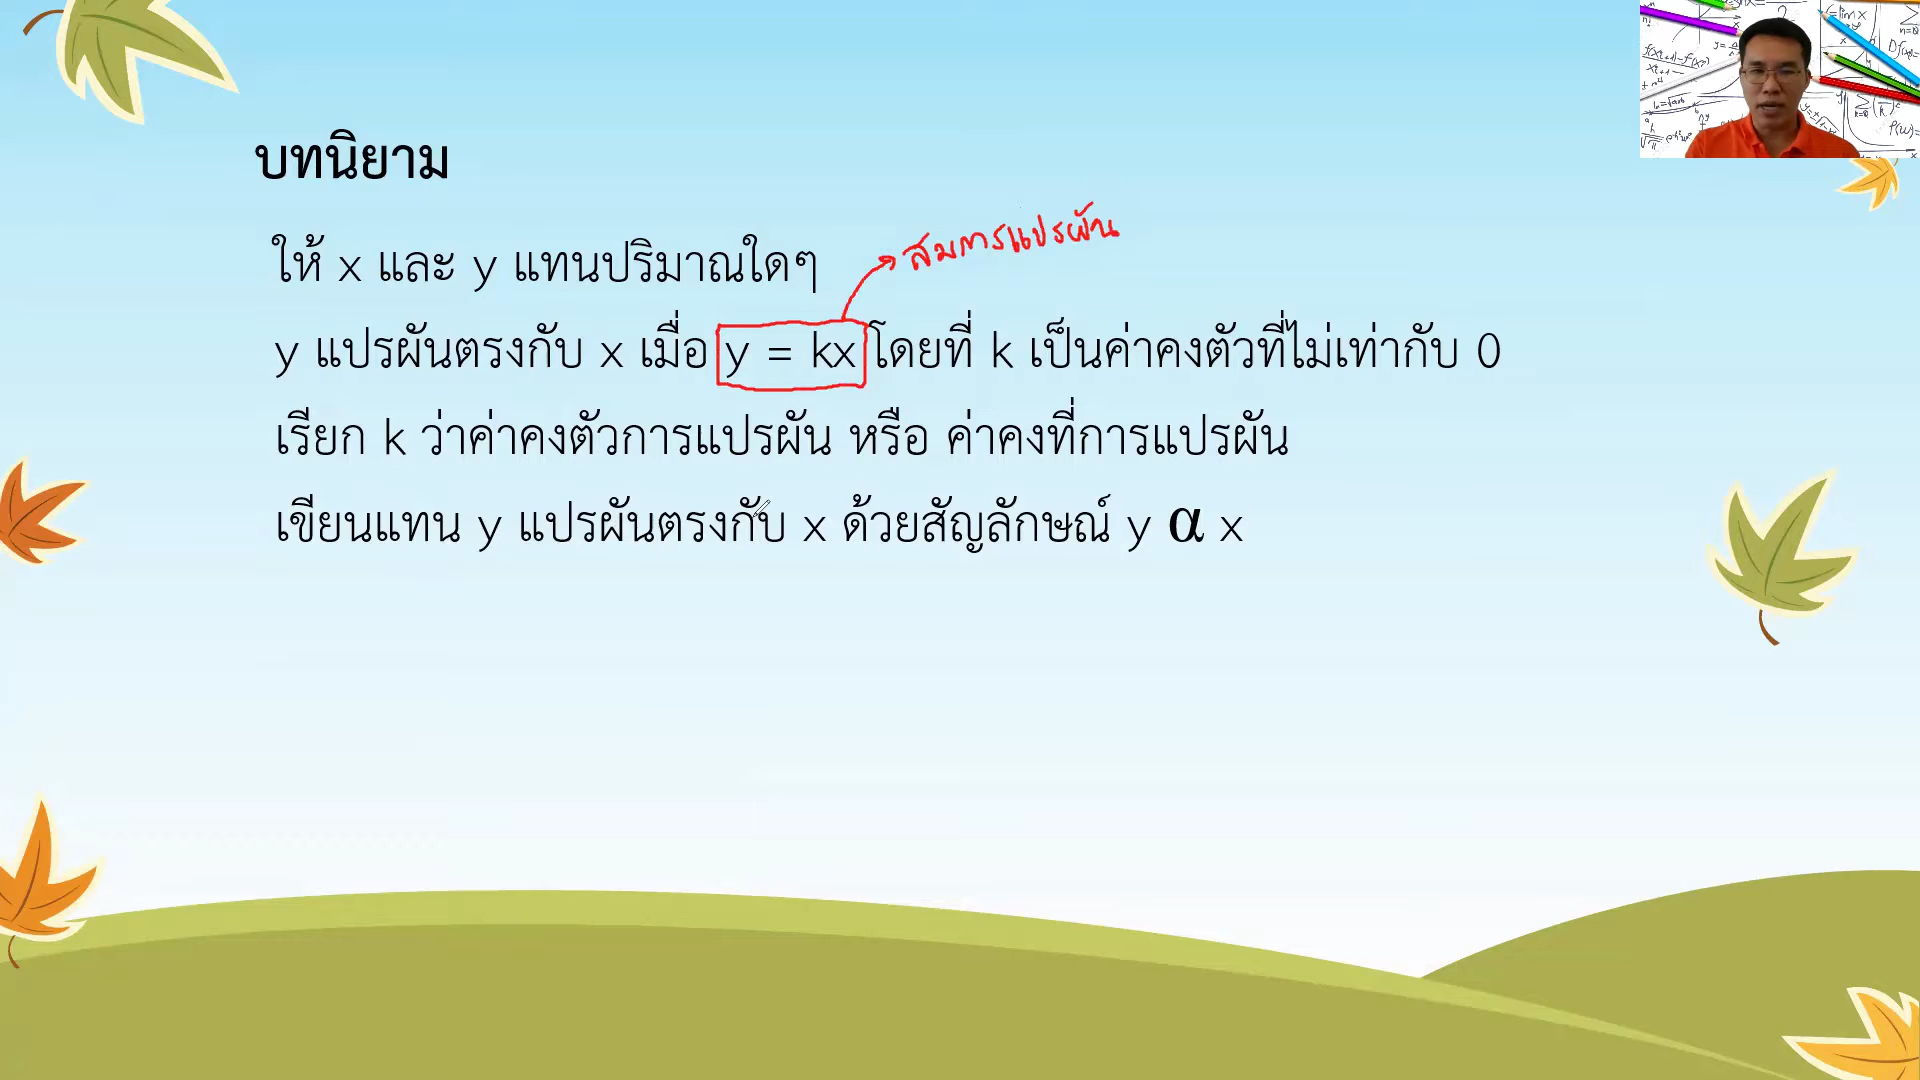 บทนิยาม
สมการแปรผัน
ให้ x และ y แทนปริมาณใดๆ
y แปรผันตรงกับ x เมื่อ y = kx โดยที่ k เป็นค่าคงตัวที่ไม่เท่ากับ 0
เรียก k ว่าค่าคงตัวการแปรผัน หรือ ค่าคงที่การแปรผัน
เขียนแทน y แปรผันตรงกับ x ด้วยสัญลักษณ์ y α x